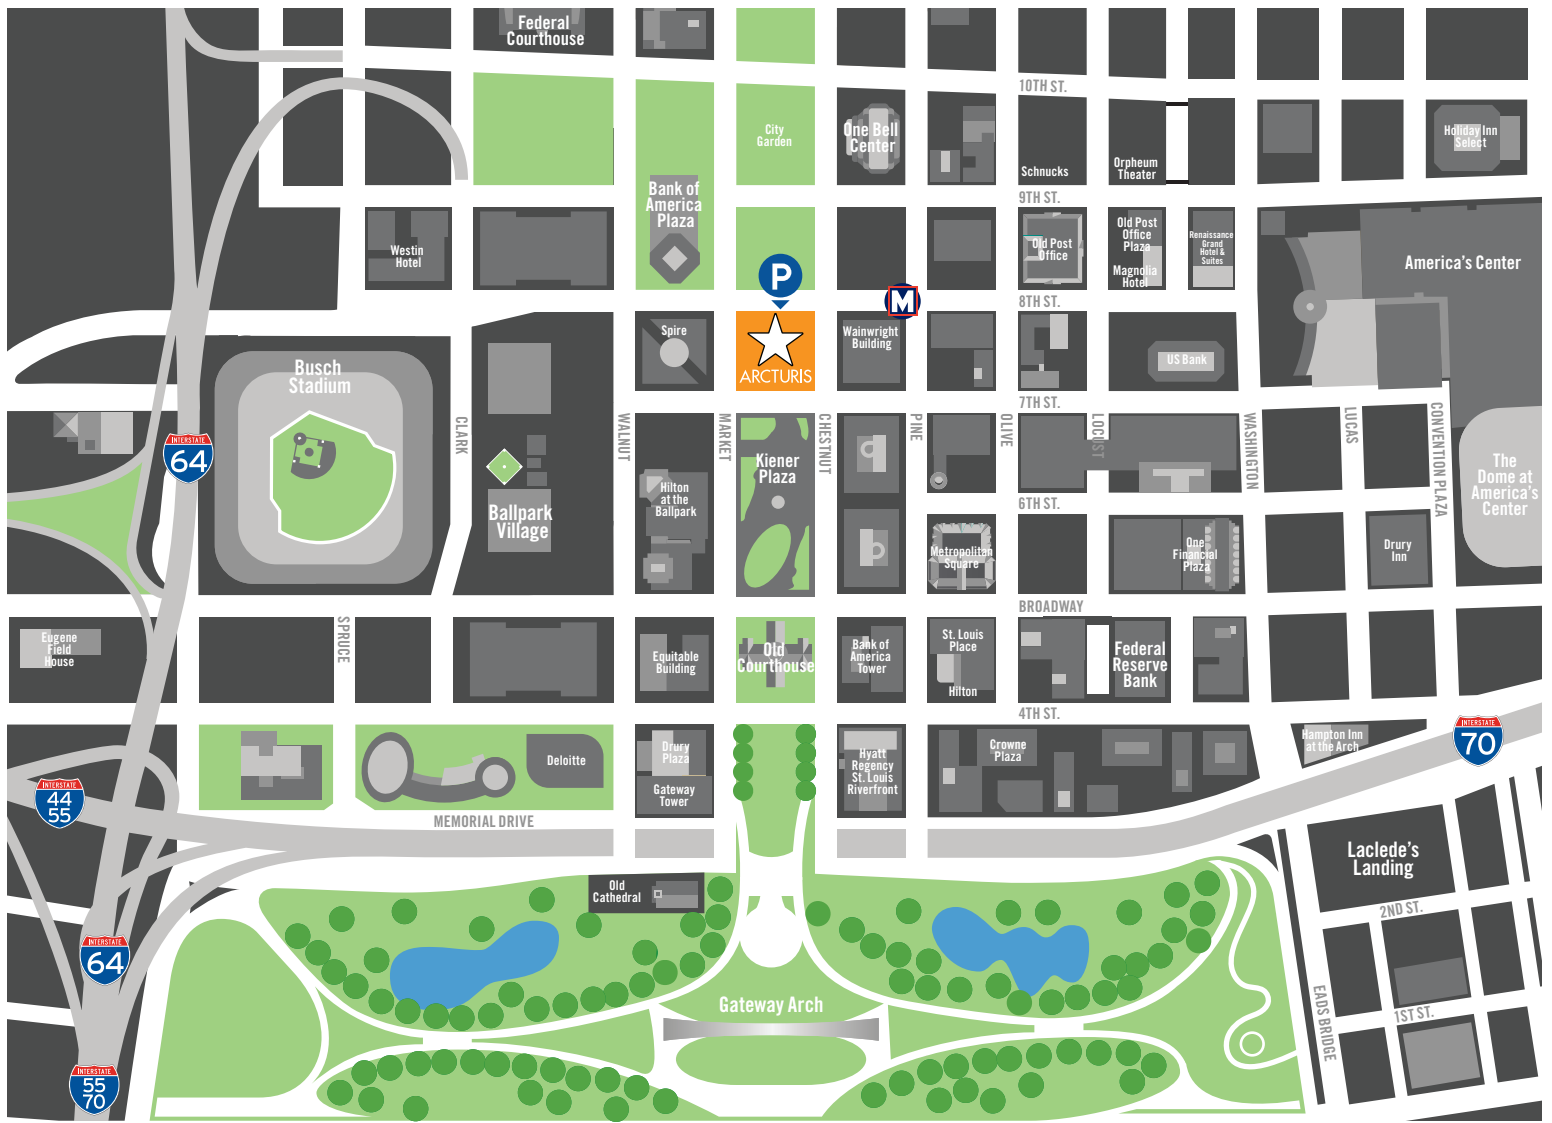 Federal
Courthouse
10TH ST.
City
Garden
One Bell
Center
Schnucks
Orpheum
Theater
Holiday Inn
Select
9TH ST.
Bank of
America
Plaza
Westin
Hotel
Old Post
Office
Old Post
Office
Plaza
Magnolia
Hotel
Renaissance
Grand
Hotel &
Suites
America's Center
P
8TH ST.
M
Spire
ARCTURIS
Wainwright
Building
US Bank
Busch
Stadium
7TH ST.
CLARK
WALNUT
MARKET
CHESTNUT
PINE
OLIVE
LOCUST
WASHINGTON
LUCAS
CONVENTION PLAZA
INTERSTATE
64
Kiener
Plaza
Hilton
at the
Ballpark
Ballpark
Village
The
Dome at
America's
Center
6TH ST.
Metropolitan
Square
One
Financial
Plaza
Drury
Inn
BROADWAY
Eugene
Field
House
SPRUCE
Equitable
Building
Old
Courthouse
Bank of
America
Tower
St. Louis
Place
Hilton
Federal
Reserve
Bank
4TH ST.
Deloitte
Drury
Plaza
Gateway
Tower
Hyatt
Regency
St. Louis
Riverfront
Crowne
Plaza
Hampton Inn
at the Arch
INTERSTATE
70
INTERSTATE
44
55
MEMORIAL DRIVE
Laclede's
Landing
Old
Cathedral
2ND ST.
INTERSTATE
64
Gateway Arch
EADS BRIDGE
1ST ST.
INTERSTATE
55
70